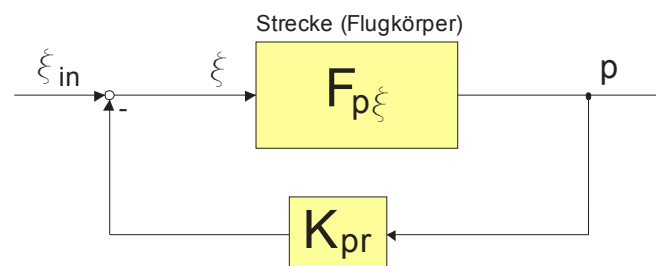 Strecke (Flugkörper)
ξin
ξ
Fpξ
p
-
Kpr